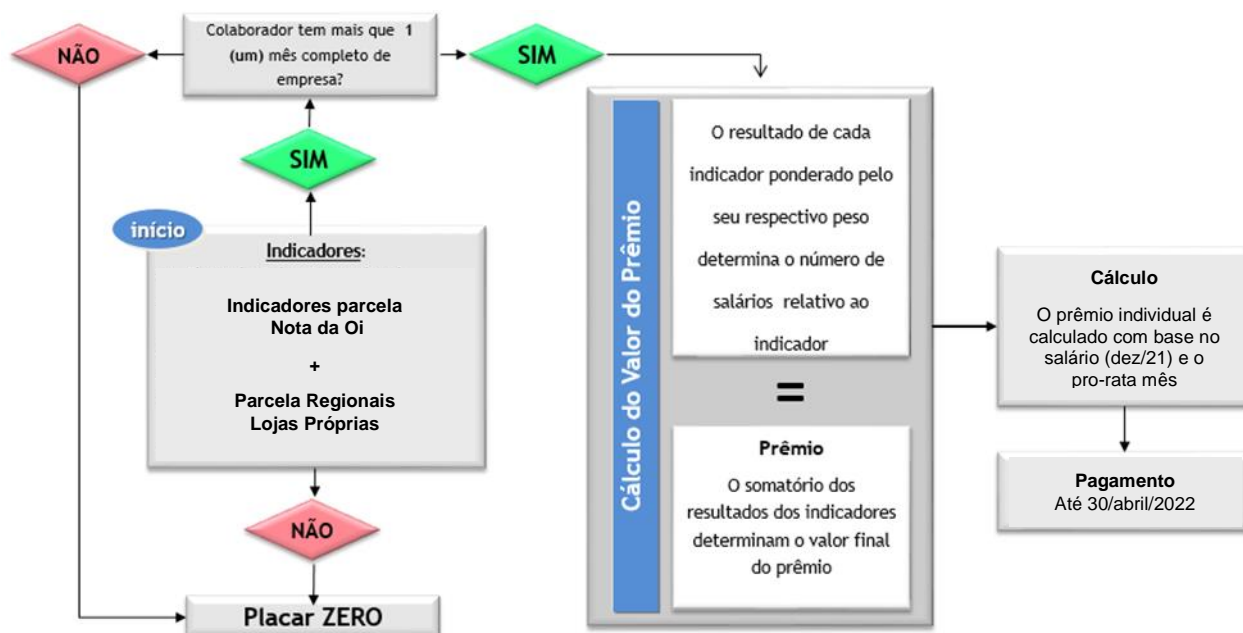 NÃO
Colaborador tem mais que 1
(um) mês completo de
empresa?
SIM
SIM
início
Indicadores:
Indicadores parcela
Nota da Oi
+
Parcela Regionais
Lojas Próprias
NÃO
Placar ZERO
Cálculo do Valor do Prêmio
O resultado de cada
indicador ponderado pelo
seu respectivo peso
determina o número de
salários relativo ao
indicador
=
Prêmio
O somatório dos
resultados dos indicadores
determinam o valor final
do prêmio
Cálculo
O prêmio individual é
calculado com base no
salário (dez/21) e o
pro-rata mês
Pagamento
Até 30/abril/2022